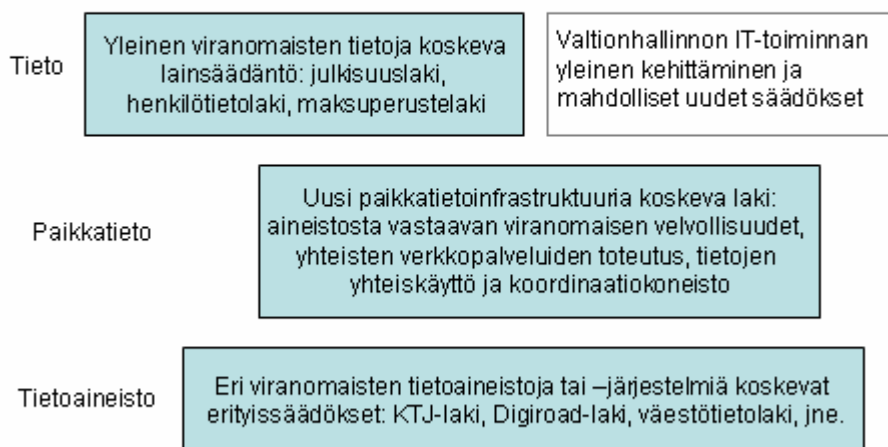 Tieto
Yleinen viranomaisten tietoja koskeva
lainsäädäntö: julkisuuslaki,
henkilötietolaki, maksuperustelaki
Valtionhallinnon IT-toiminnan
yleinen kehittäminen ja
mahdolliset uudet säädökset
Paikkatieto
Uusi paikkatietoinfrastruktuuria koskeva laki:
aineistosta vastaavan viranomaisen velvollisuudet,
yhteisten verkkopalveluiden toteutus, tietojen
yhteiskäyttö ja koordinaatiokoneisto
Tietoaineisto
Eri viranomaisten tietoaineistoja tai –järjestelmiä koskevat
erityissäädökset: KTJ-laki, Digiroad-laki, väestötietolaki, jne.